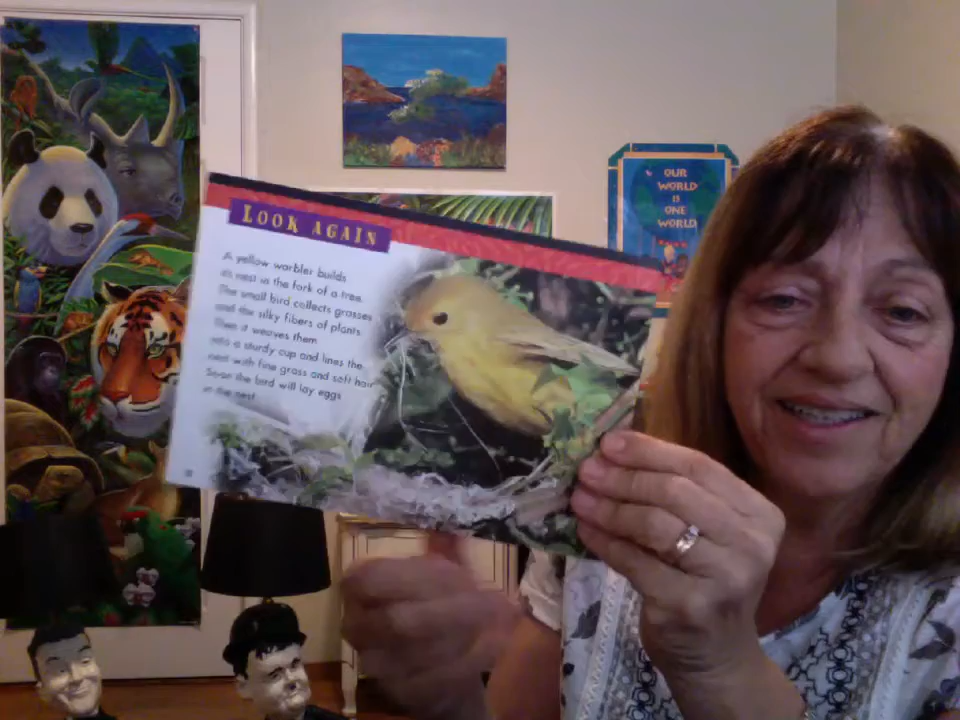 LOOK AGAIN
A yellow warbler builds
its nest in the fork of a tree.
The small bird collects grasses
and the silky fibers of plants.
Then it weaves them
into a sturdy cup and lines the
nest with fine grass and soft hair.
Soon the bird will lay eggs
in the nest.
OUR
WORLD
IS
ONE
WORLD